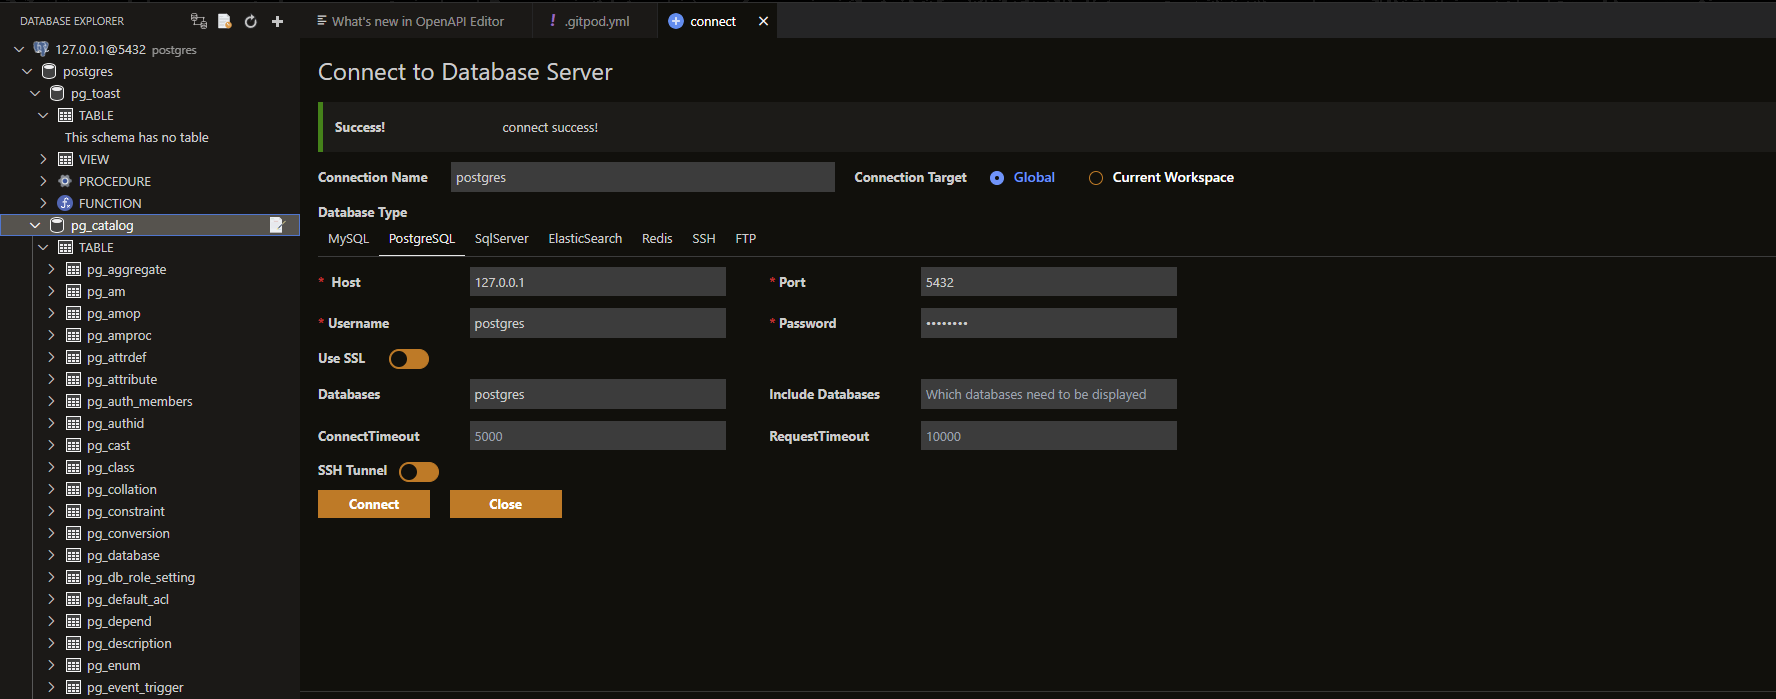 DATABASE EXPLORER
127.0.0.1@5432 postgres
postgres
pg_toast
TABLE
This schema has no table
VIEW
PROCEDURE
FUNCTION
pg_catalog
TABLE
pg_aggregate
pg_am
pg_amop
pg_amproc
pg_attrdef
pg_attribute
pg_auth_members
pg_authid
pg_cast
pg_class
pg_collation
pg_constraint
pg_conversion
pg_database
pg_db_role_setting
pg_default_acl
pg_depend
pg_description
pg_enum
pg_event_trigger
What's new in OpenAPI Editor
! .gitpod.yml
connect
Connect to Database Server
Success! connect success!
Connection Name postgres Connection Target Global Current Workspace
Database Type
MySQL PostgreSQL SqlServer ElasticSearch Redis SSH FTP
* Host 127.0.0.1 * Port 5432
* Username postgres * Password ••••••••
Use SSL
Databases postgres Include Databases Which databases need to be displayed
ConnectTimeout 5000 RequestTimeout 10000
SSH Tunnel
Connect Close